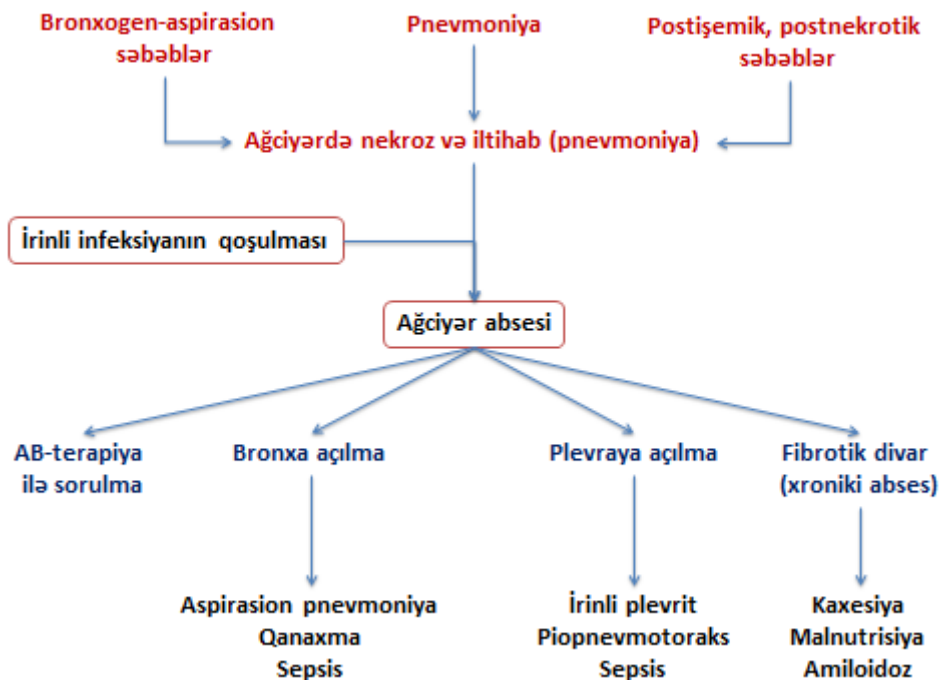 Bronxogen-aspirasion
səbəblər
Pnevmoniya
Postişemik, postnekrotik
səbəblər
Ağciyərdə nekroz və iltihab (pnevmoniya)
İrinli infeksiyanın qoşulması
Ağciyər absesi
AB-terapiya
ilə sorulma
Bronxa açılma
Plevraya açılma
Fibrotik divar
(xroniki abses)
Aspirasion pnevmoniya
Qanaxma
Sepsis
İrinli plevrit
Piopnevmotoraks
Sepsis
Kaxesiya
Malnutrisiya
Amiloidoz